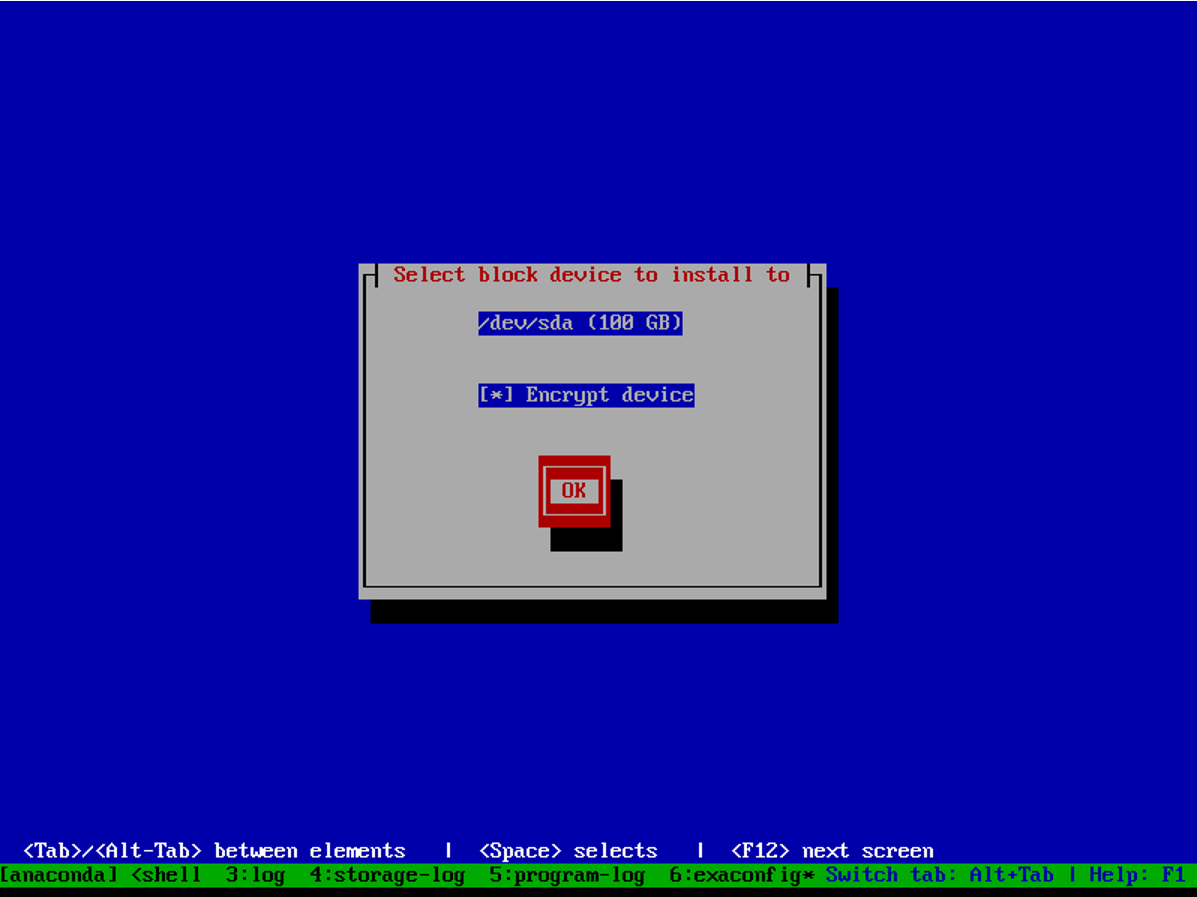 Select block device to install to
/dev/sda (100 GB)
[*] Encrypt device
OK
<Tab>/<Alt-Tab> between elements | <Space> selects | <F12> next screen
[anaconda] <shell 3:log 4:storage-log 5:program-log 6:exaconfig* Switch tab: Alt+Tab | Help: F1